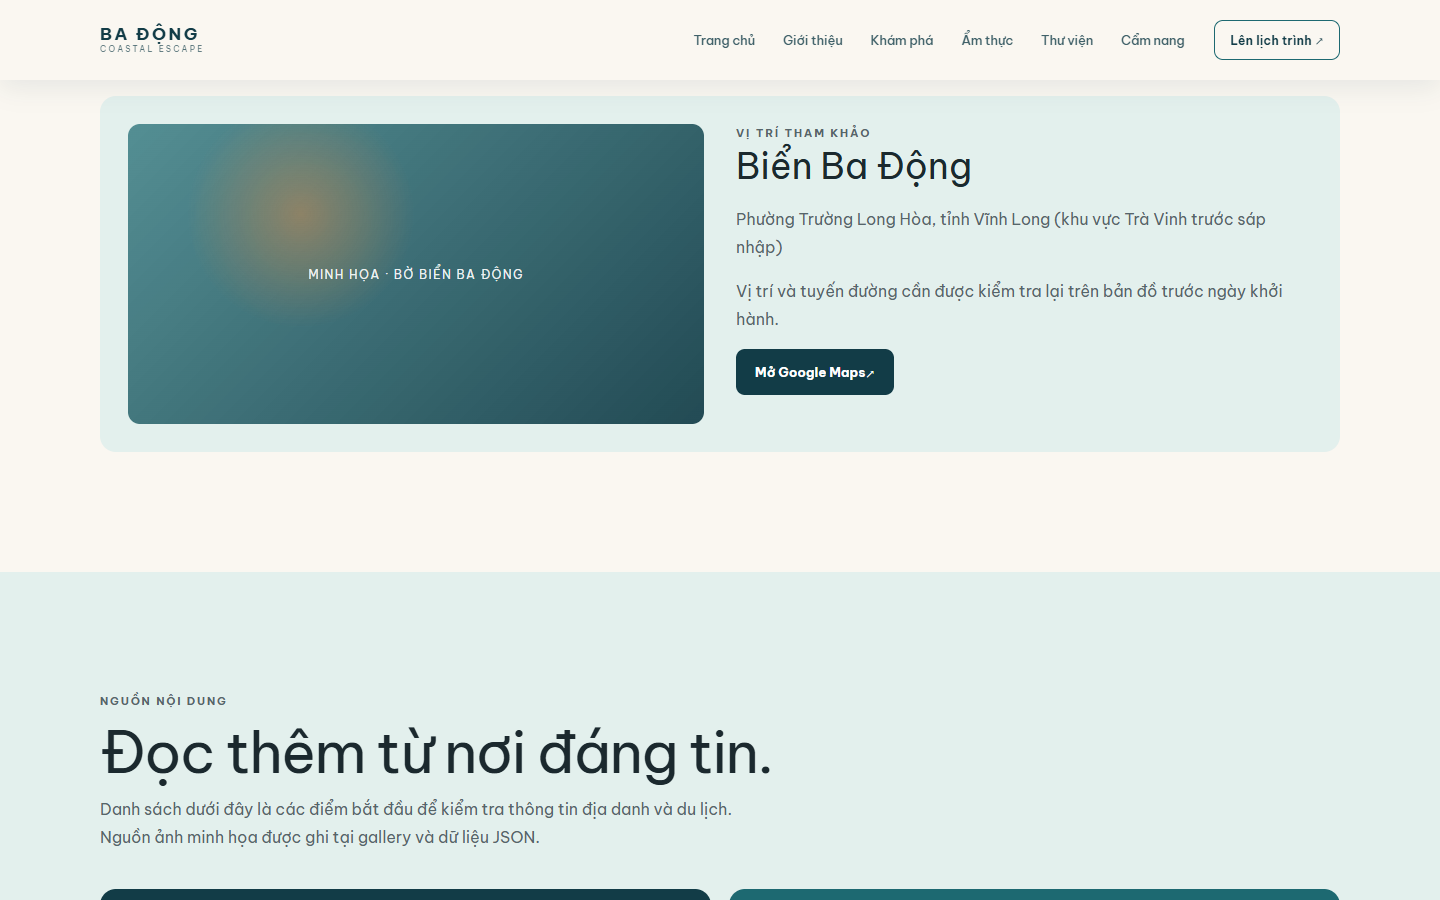 BA ĐỘNG
COASTAL ESCAPE
Trang chủ
Giới thiệu
Khám phá
Ẩm thực
Thư viện
Cẩm nang
Lên lịch trình ↗
MINH HỌA · BỜ BIỂN BA ĐỘNG
VỊ TRÍ THAM KHẢO
Biển Ba Động
Phường Trường Long Hòa, tỉnh Vĩnh Long (khu vực Trà Vinh trước sáp
nhập)
Vị trí và tuyến đường cần được kiểm tra lại trên bản đồ trước ngày khởi
hành.
Mở Google Maps↗
NGUỒN NỘI DUNG
Đọc thêm từ nơi đáng tin.
Danh sách dưới đây là các điểm bắt đầu để kiểm tra thông tin địa danh và du lịch.
Nguồn ảnh minh họa được ghi tại gallery và dữ liệu JSON.